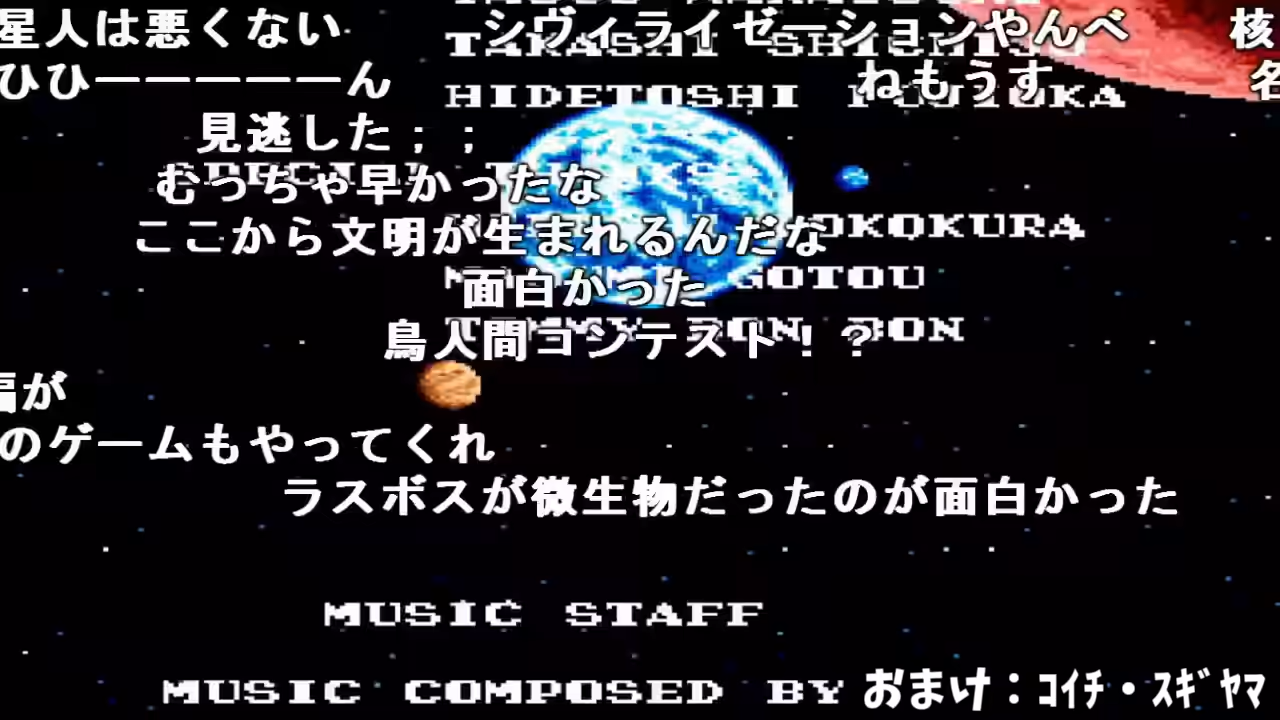 星人は悪くない
シヴィライゼーションやんべ
核
TAKASHI
ひひーーーーーーん
ねもうす
名
HIDETOSHI FUJIOKA
見逃した；；
むっちゃ早かったな
ここから文明が生まれるんだな
OKOKURA
面白かった
GOTOU
鳥人間コンテスト！？
BON
が
のゲームもやってくれ
ラスボスが微生物だったのが面白かった
MUSIC STAFF
MUSIC COMPOSED BY
おまけ：ｺｲﾁ・ｽｷﾞﾔﾏ